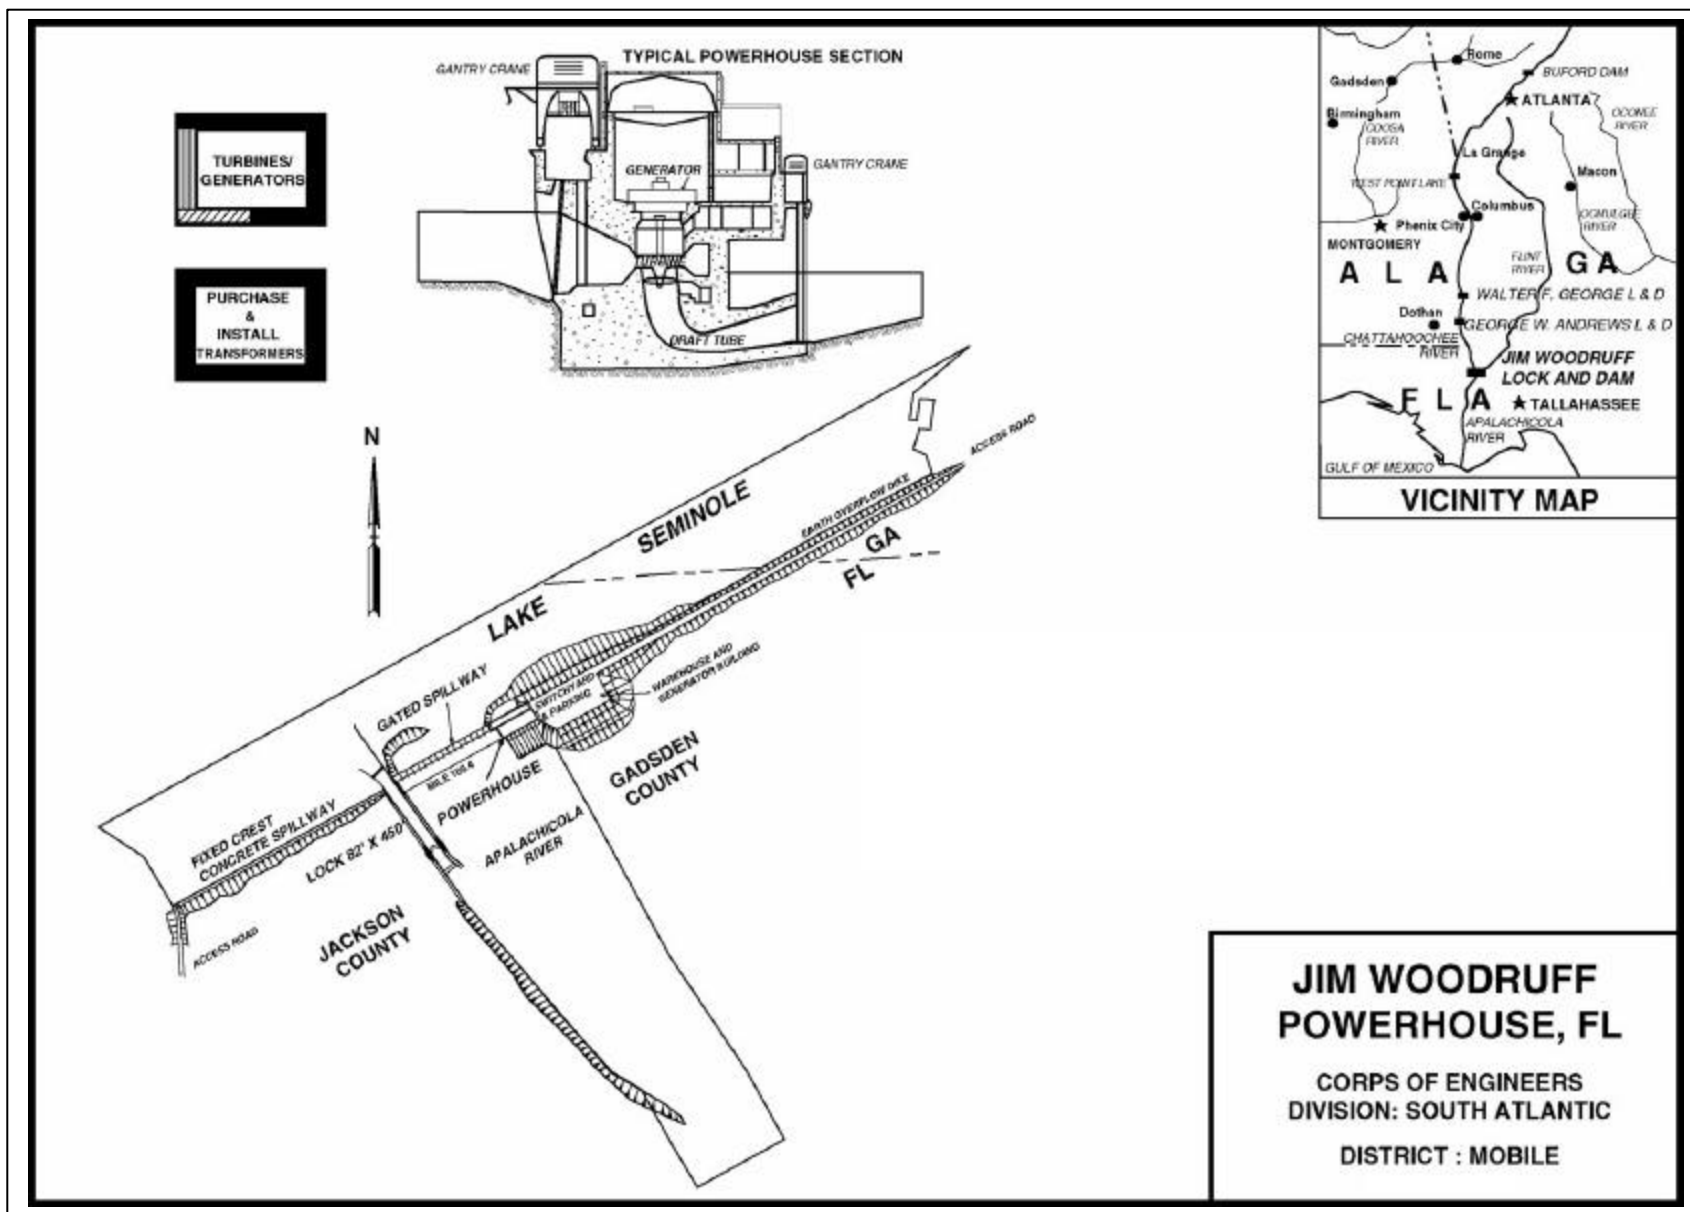 TYPICAL POWERHOUSE SECTION
GANTRY CRANE
GENERATOR
GANTRY CRANE
DRAFT TUBE
TURBINES/
GENERATORS
PURCHASE
&
INSTALL
TRANSFORMERS
Rome
Gadsden
BUFORD DAM
ATLANTA
Birmingham
COOSA
RIVER
OCONEE
RIVER
La Grange
WEST POINT LAKE
Macon
Columbus
Phenix City
OCMULGEE
RIVER
MONTGOMERY
FLINT
RIVER
ALA
GA
WALTER F. GEORGE L & D
Dothan
GEORGE W. ANDREWS L & D
CHATTAHOOCHEE
RIVER
JIM WOODRUFF
LOCK AND DAM
FLA
TALLAHASSEE
APALACHICOLA
RIVER
GULF OF MEXICO
VICINITY MAP
N
LAKE SEMINOLE
ACCESS ROAD
EARTH OVERFLOW DIKE
GA
FL
GATED SPILLWAY
SWITCHYARD
& PARKING
WAREHOUSE AND
GENERATOR BUILDING
GADSDEN
COUNTY
MILE
POWERHOUSE
APALACHICOLA
RIVER
FIXED CREST
CONCRETE SPILLWAY
LOCK 82' X 450'
ACCESS ROAD
JACKSON
COUNTY
JIM WOODRUFF
POWERHOUSE, FL
CORPS OF ENGINEERS
DIVISION: SOUTH ATLANTIC
DISTRICT : MOBILE